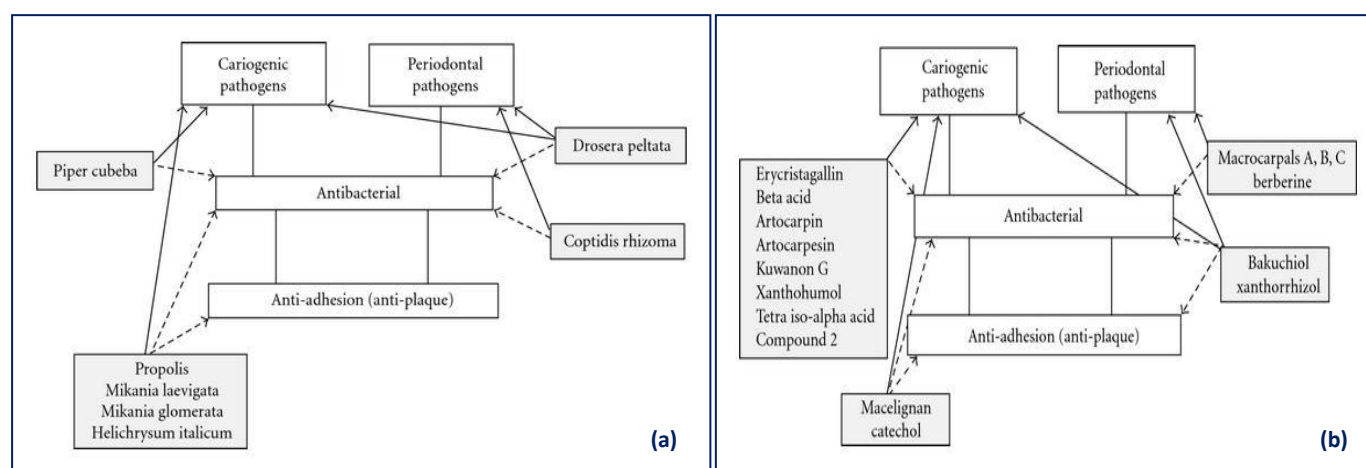 Cariogenic
pathogens
Periodontal
pathogens
Piper cubeba
Drosera peltata
Antibacterial
Coptidis rhizoma
Anti-adhesion (anti-plaque)
Propolis
Mikania laevigata
Mikania glomerata
Helichrysum italicum
(a)
Cariogenic
pathogens
Periodontal
pathogens
Erycristagallin
Beta acid
Artocarpin
Artocarpesin
Kuwanon G
Xanthohumol
Tetra iso-alpha acid
Compound 2
Macrocarpals A, B, C
berberine
Antibacterial
Bakuchiol
xanthorrhizol
Anti-adhesion (anti-plaque)
Macelignan
catechol
(b)